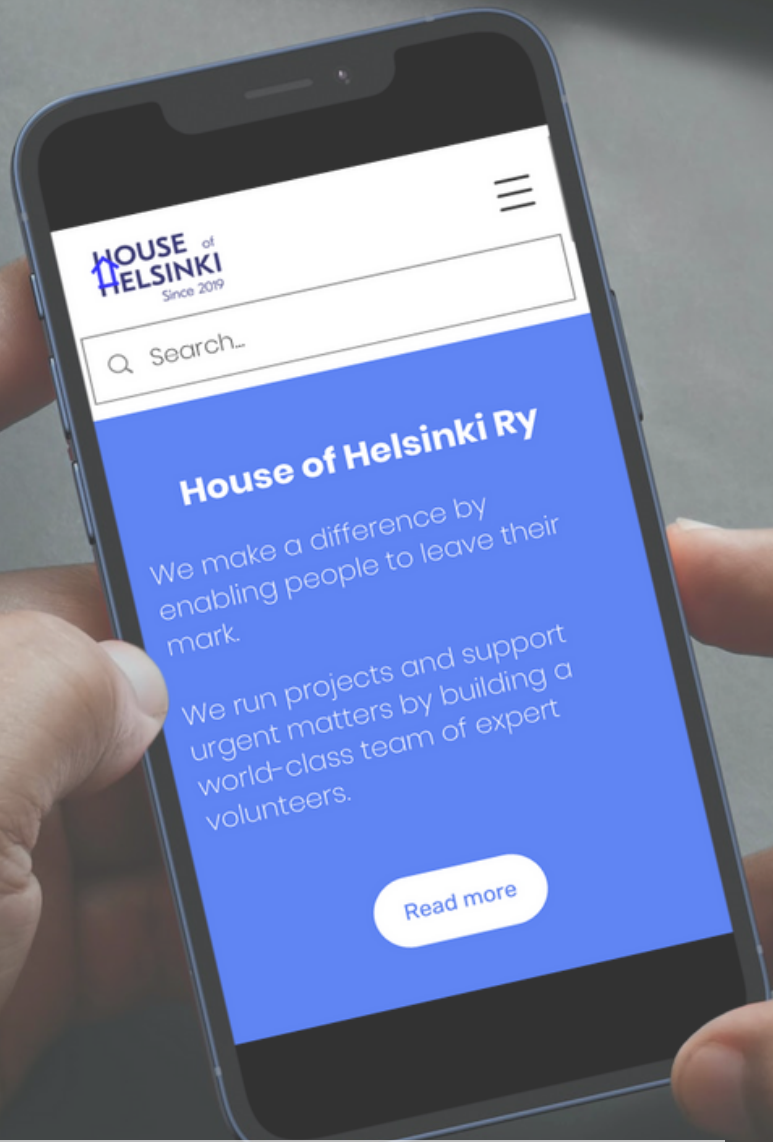 HOUSE of
HELSINKI
Since 2019
Search...
House of Helsinki Ry
We make a difference by
enabling people to leave their
mark.
We run projects and support
urgent matters by building a
world-class team of expert
volunteers.
Read more